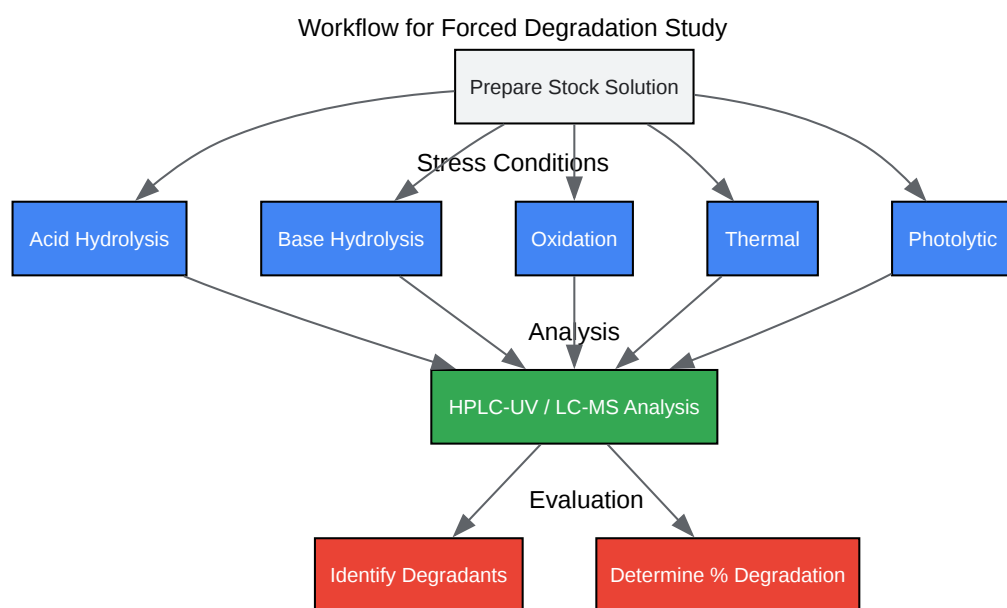 Workflow for Forced Degradation Study
Prepare Stock Solution
Stress Conditions
Acid Hydrolysis
Base Hydrolysis
Oxidation
Thermal
Photolytic
Analysis
HPLC-UV / LC-MS Analysis
Evaluation
Identify Degradants
Determine % Degradation